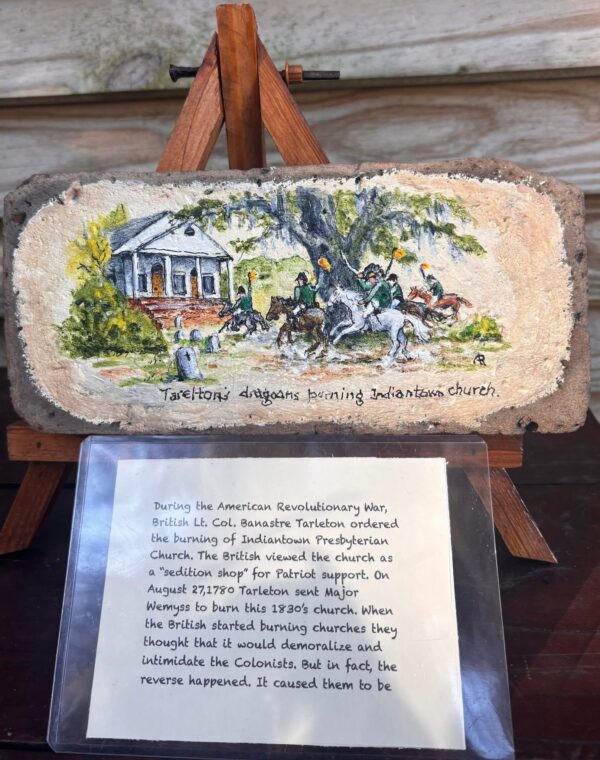 Tarelton's dragoons burning Indiantown church.
During the American Revolutionary War,
British Lt. Col. Banastre Tarleton ordered
the burning of Indiantown Presbyterian
Church. The British viewed the church as
a "sedition shop" for Patriot support. On
August 27,1780 Tarleton sent Major
Wemyss to burn this 1830's church. When
the British started burning churches they
thought that it would demoralize and
intimidate the Colonists. But in fact, the
reverse happened. It caused them to be